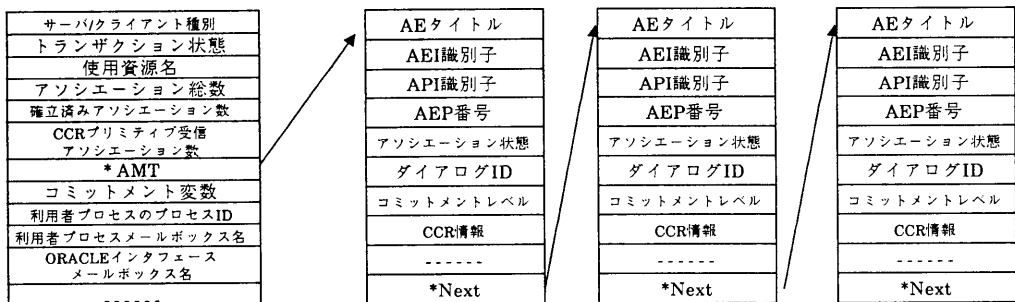 サーバ/クライアント種別
トランザクション状態
使用資源名
アソシエーション総数
確立済みアソシエーション数
CCRプリミティブ受信
アソシエーション数
*AMT
コミットメント変数
利用者プロセスのプロセスID
利用者プロセスメールボックス名
ORACLEインタフェース
メールボックス名
------
AEタイトル
AEI識別子
API識別子
AEP番号
アソシエーション状態
ダイアログID
コミットメントレベル
CCR情報
------
*Next
AEタイトル
AEI識別子
API識別子
AEP番号
アソシエーション状態
ダイアログID
コミットメントレベル
CCR情報
------
*Next
AEタイトル
AEI識別子
API識別子
AEP番号
アソシエーション状態
ダイアログID
コミットメントレベル
CCR情報
------
*Next